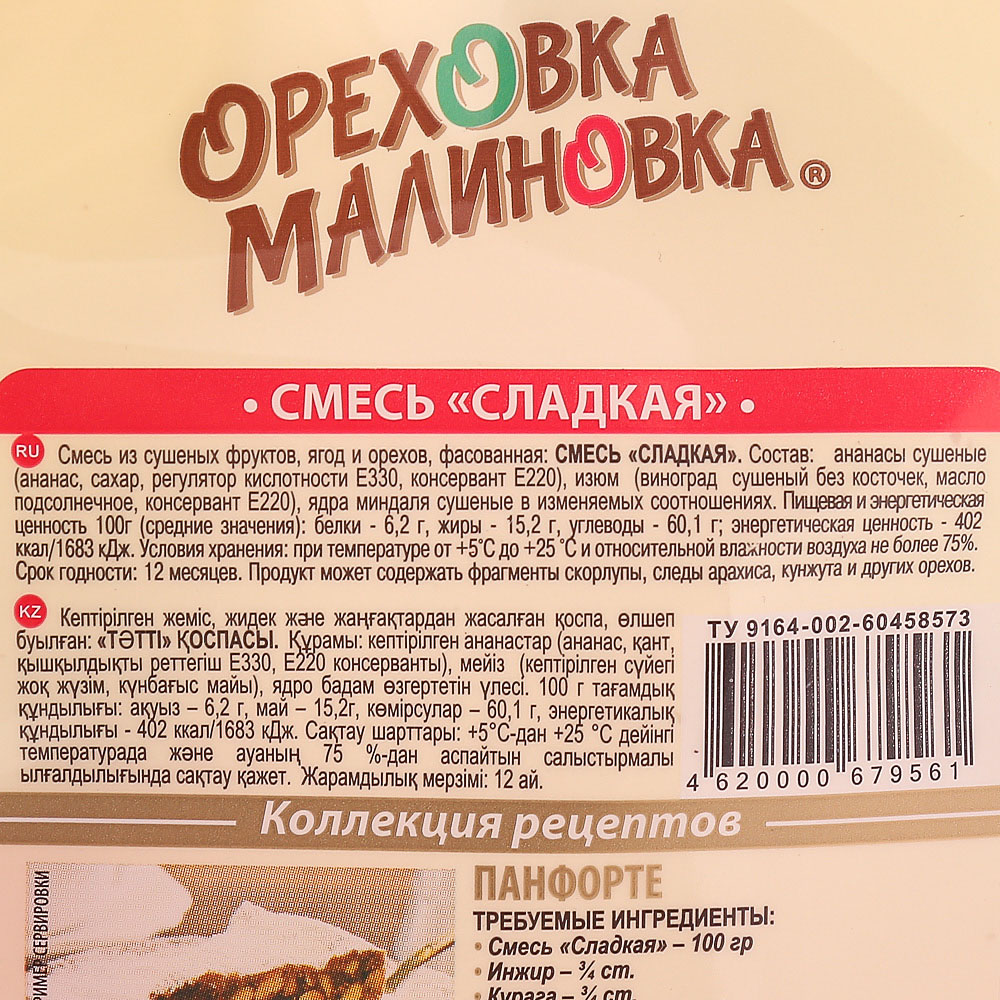 ОРЕХОВКА
МАЛИНОВКА®
• СМЕСЬ «СЛАДКАЯ» •
RU Смесь из сушеных фруктов, ягод и орехов, фасованная: СМЕСЬ «СЛАДКАЯ». Состав: ананасы сушеные
(ананас, сахар, регулятор кислотности Е330, консервант Е220), изюм (виноград сушеный без косточек, масло
подсолнечное, консервант Е220), ядра миндаля сушеные в изменяемых соотношениях. Пищевая и энергетическая
ценность 100г (средние значения): белки - 6,2 г, жиры - 15,2 г, углеводы - 60,1 г; энергетическая ценность - 402
ккал/1683 кДж. Условия хранения: при температуре от +5°С до +25 °С и относительной влажности воздуха не более 75%.
Срок годности: 12 месяцев. Продукт может содержать фрагменты скорлупы, следы арахиса, кунжута и других орехов.
KZ Кептірілген жеміс, жидек және жаңғақтардан жасалған қоспа, өлшеп
буылған: «ТӘТТІ» ҚОСПАСЫ. Құрамы: кептірілген ананастар (ананас, қант,
қышқылдықты реттегіш Е330, Е220 консерванты), мейіз (кептірілген сүйегі
жоқ жүзім, күнбағыс майы), ядро бадам өзгертетін үлесі. 100 г тағамдық
құндылығы: ақуыз – 6,2 г, май – 15,2г, көмірсулар – 60,1 г, энергетикалық
құндылығы - 402 ккал/1683 кДж. Сақтау шарттары: +5°С-дан +25 °С дейінгі
температурада және ауаның 75 %-дан аспайтын салыстырмалы
ылғалдылығында сақтау қажет. Жарамдылық мерзімі: 12 ай.
ТУ 9164-002-60458573
4 620000 679561
Коллекция рецептов
РИМЕР СЕРВИРОВКИ
ПАНФОРТЕ
ТРЕБУЕМЫЕ ИНГРЕДИЕНТЫ:
• Смесь «Сладкая» – 100 гр
• Инжир – ¾ ст.
• Курага – ¾ ст.